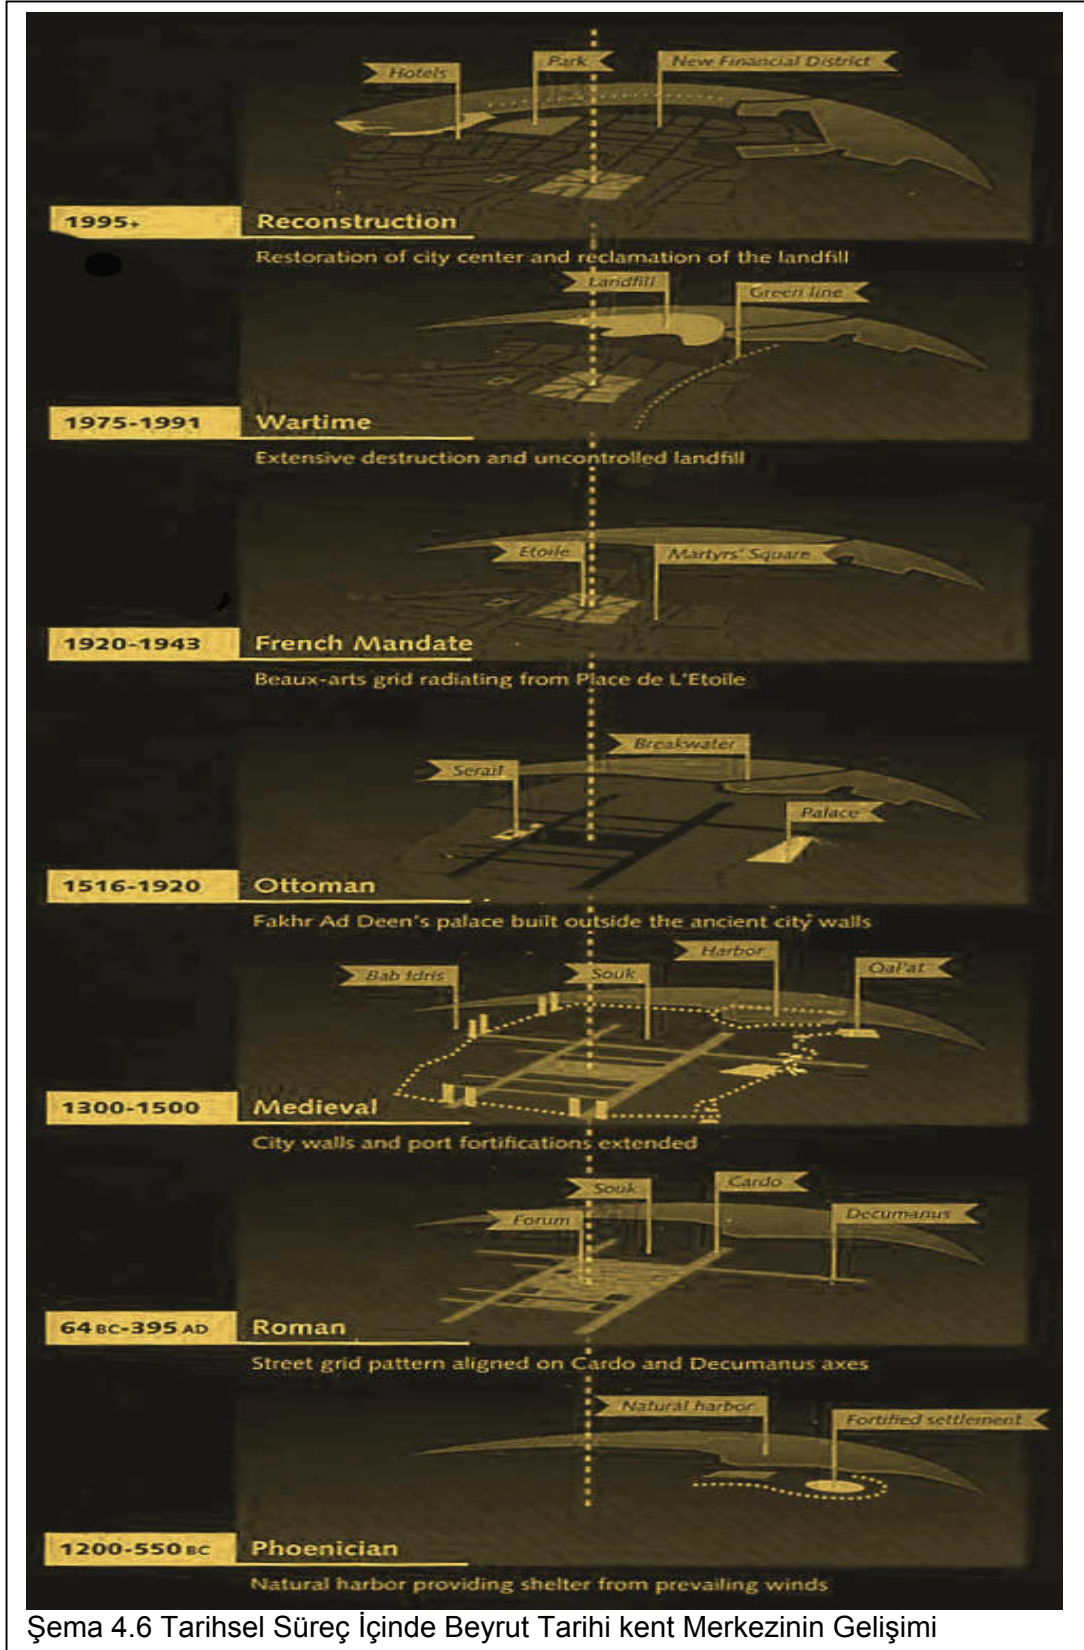 Hotels
Park
New Financial District
1995+
Reconstruction
Restoration of city center and reclamation of the landfill
Landfill
Green line
1975-1991
Wartime
Extensive destruction and uncontrolled landfill
Etoile
Martyrs' Square
1920-1943
French Mandate
Beaux-arts grid radiating from Place de L'Etoile
Breakwater
Serail
Palace
1516-1920
Ottoman
Fakhr Ad Deen's palace built outside the ancient city walls
Harbor
Bab Idris
Souk
Qal'at
1300-1500
Medieval
City walls and port fortifications extended
Souk
Cardo
Forum
Decumanus
64 BC-395 AD
Roman
Street grid pattern aligned on Cardo and Decumanus axes
Natural harbor
Fortified settlement
1200-550 BC
Phoenician
Natural harbor providing shelter from prevailing winds
Şema 4.6 Tarihsel Süreç İçinde Beyrut Tarihi kent Merkezinin Gelişimi